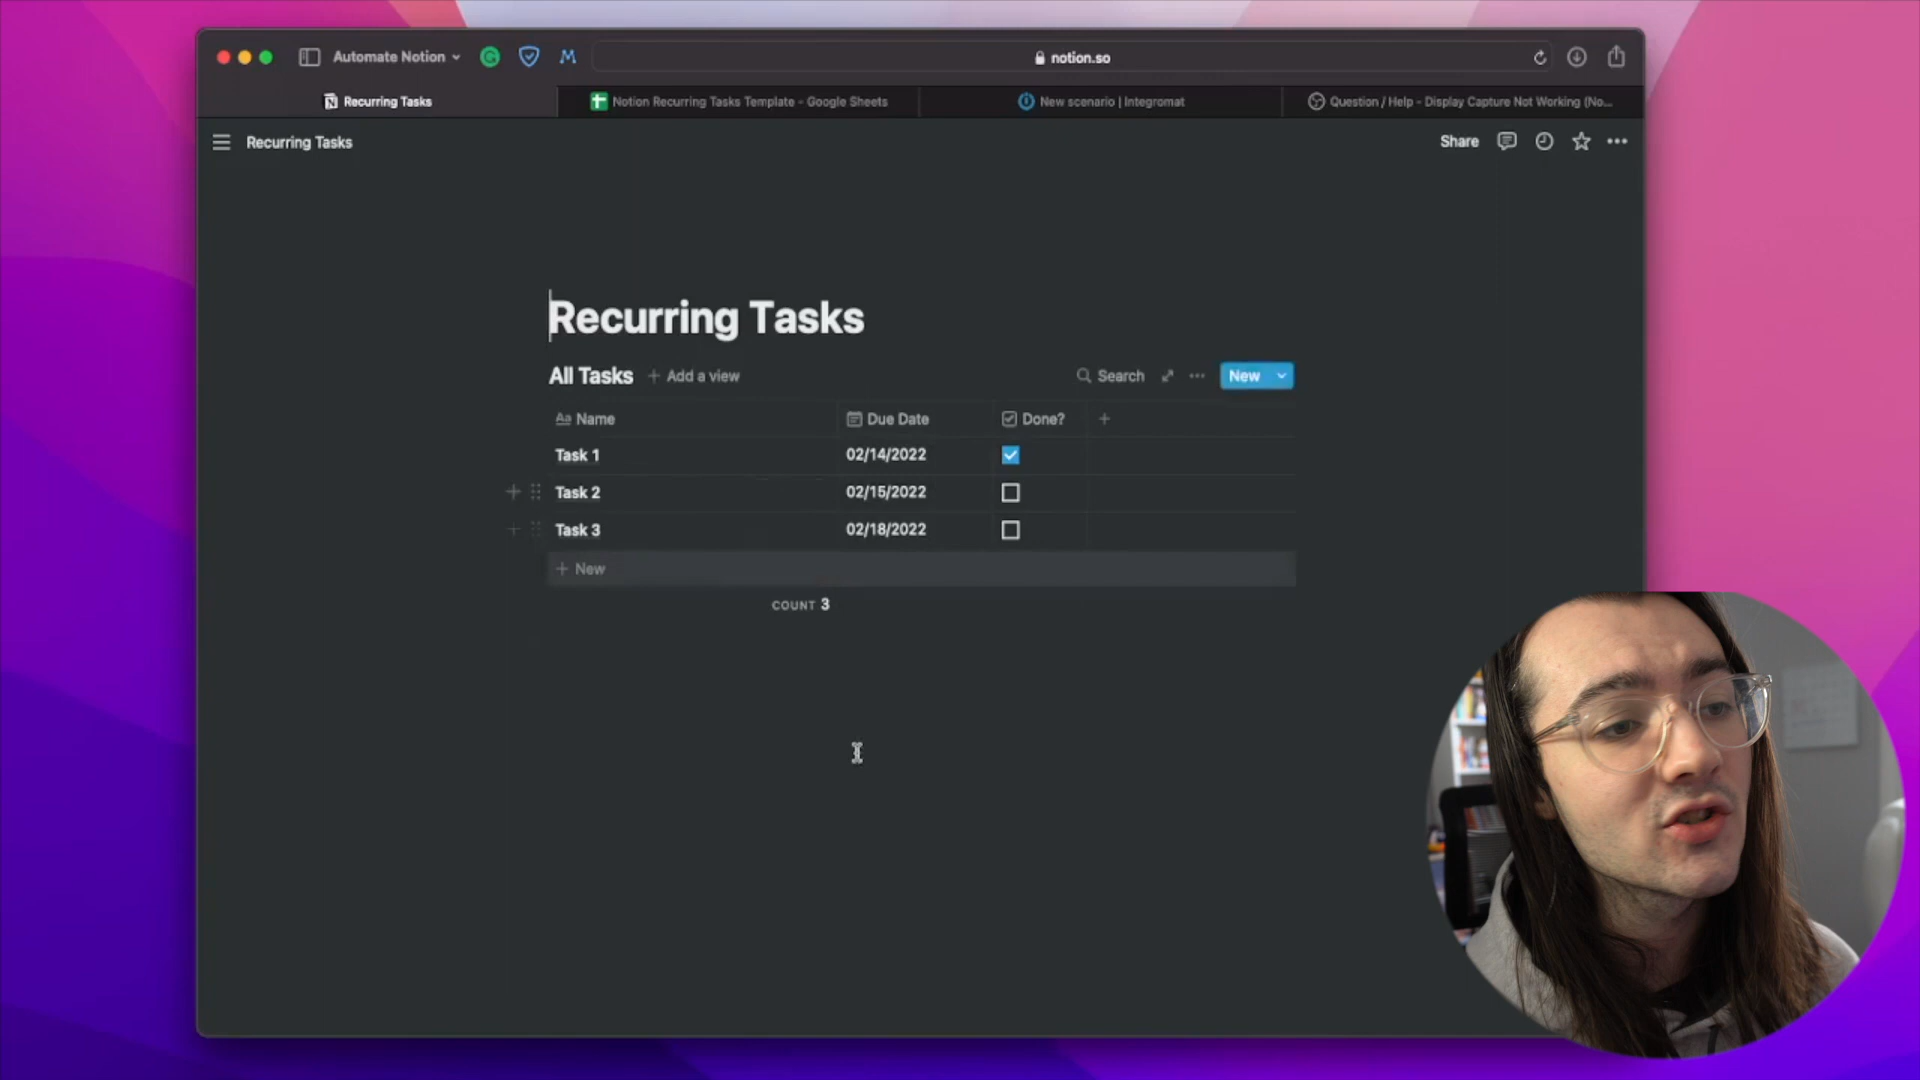 Automate Notion
notion.so
Recurring Tasks
Notion Recurring Tasks Template - Google Sheets
New scenario | Integromat
Question / Help - Display Capture Not Working (No...
Recurring Tasks
Share
Recurring Tasks
All Tasks + Add a view
Search
New
Aa Name
Due Date
Done?
+
Task 1
02/14/2022
Task 2
02/15/2022
Task 3
02/18/2022
+ New
COUNT 3